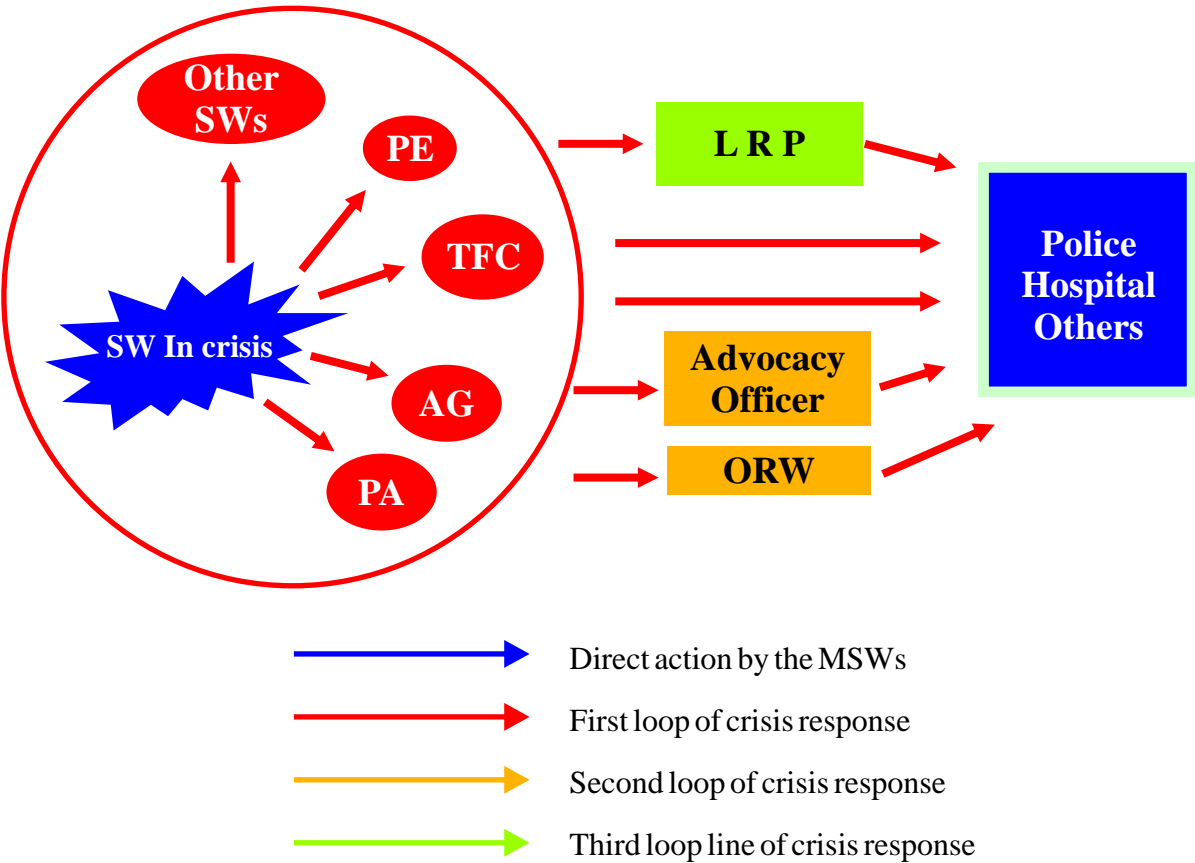 Other
SWs
PE
TFC
SW In crisis
AG
PA
L R P
Advocacy
Officer
ORW
Police
Hospital
Others
Direct action by the MSWs
First loop of crisis response
Second loop of crisis response
Third loop line of crisis response